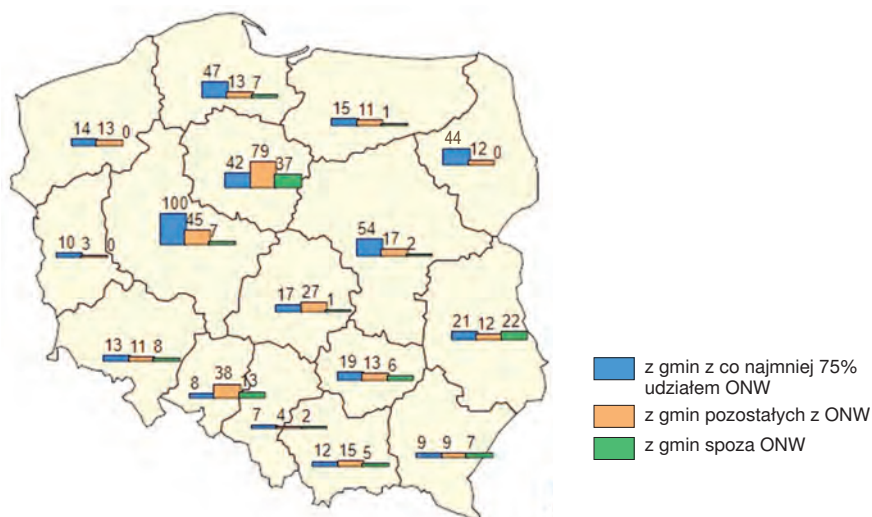 47 13 7
15 11 1
14 13 0
44 12 0
42 79 37
100 45 7
54 17 2
10 3 0
17 27 1
21 12 22
13 11 8
19 13 6
8 38 13
7 4 2
12 15 5
9 9 7
z gmin z co najmniej 75%
udziałem ONW
z gmin pozostałych z ONW
z gmin spoza ONW